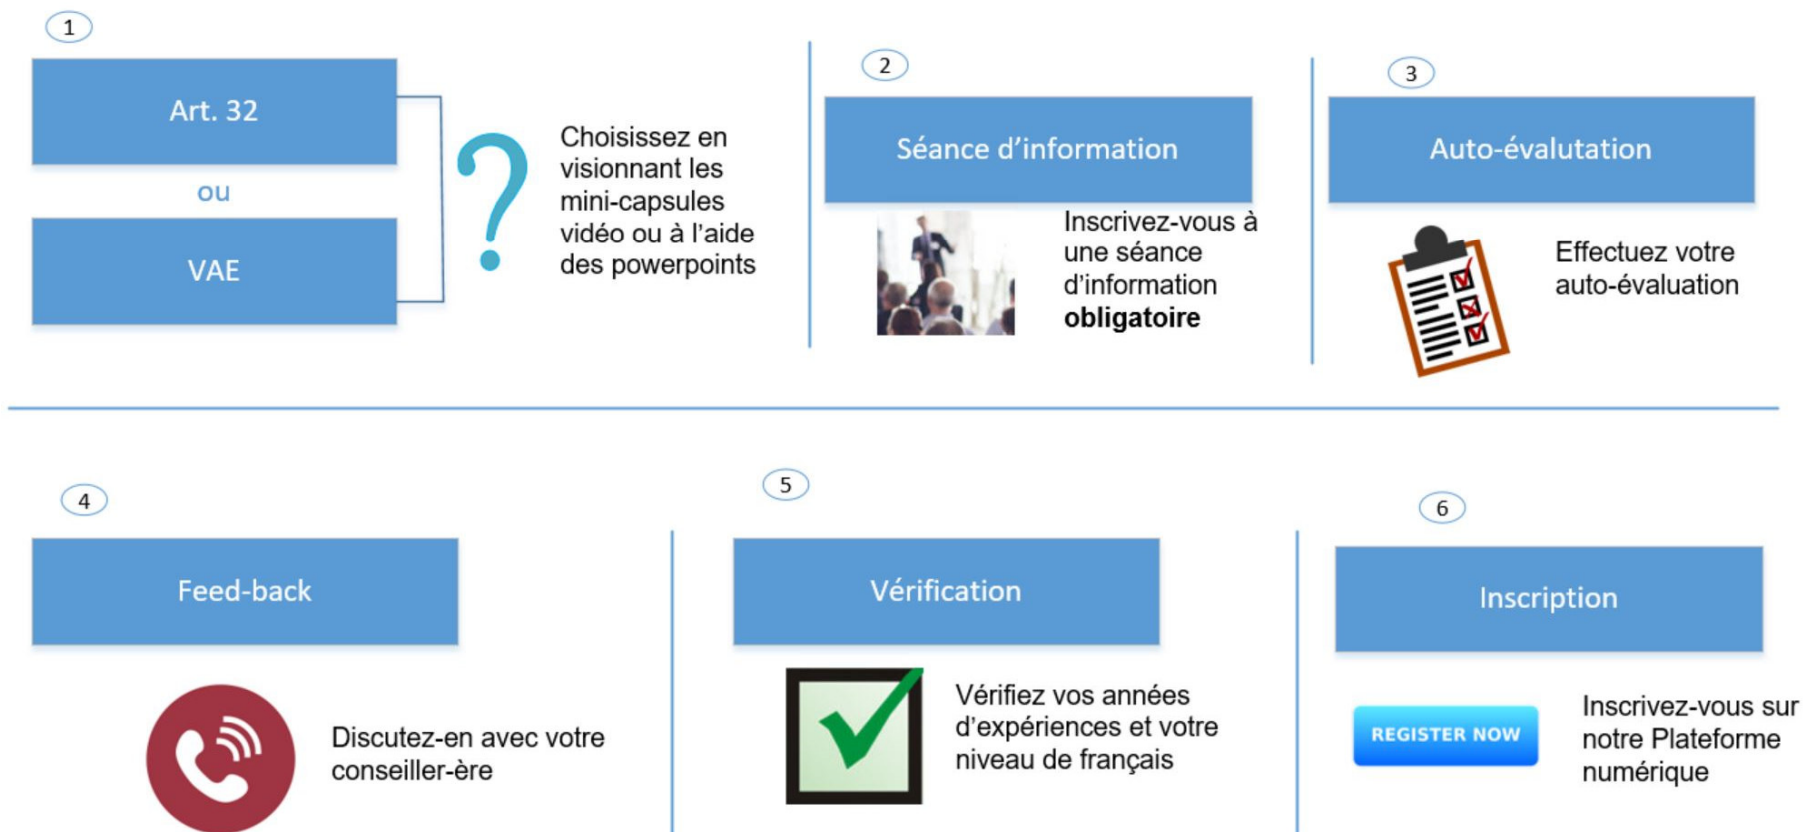 1
Art. 32
ou
VAE
?
Choisissez en
visionnant les
mini-capsules
vidéo ou à l'aide
des powerpoints
2
Séance d'information
Inscrivez-vous à
une séance
d'information
obligatoire
3
Auto-évalutation
Effectuez votre
auto-évaluation
4
Feed-back
Discutez-en avec votre
conseiller-ère
5
Vérification
Vérifiez vos années
d'expériences et votre
niveau de français
6
Inscription
REGISTER NOW
Inscrivez-vous sur
notre Plateforme
numérique